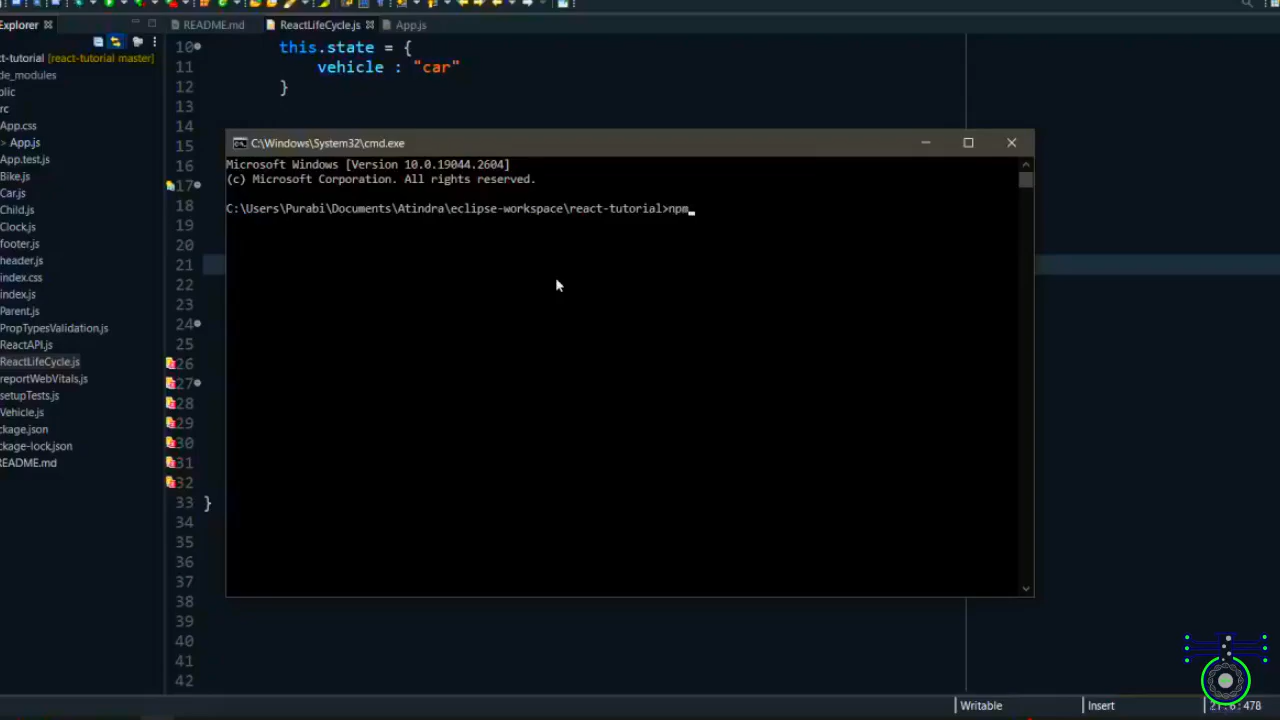 Explorer
README.md
ReactLifeCycle.js
App.js
ct-tutorial [react-tutorial master]
de_modules
blic
rc
App.css
> App.js
App.test.js
Bike.js
Car.js
Child.js
Clock.js
footer.js
header.js
index.css
index.js
Parent.js
PropTypesValidation.js
ReactAPI.js
ReactLifeCycle.js
reportWebVitals.js
setupTests.js
Vehicle.js
ckage.json
ckage-lock.json
README.md
10 this.state = {
11 vehicle : "car"
12 }
13
14
15
16
17
18
19
20
21
22
23
24
25
26
27
28
29
30
31
32
33 }
34
35
36
37
38
39
40
41
42
C:\Windows\System32\cmd.exe
Microsoft Windows [Version 10.0.19044.2604]
(c) Microsoft Corporation. All rights reserved.
C:\Users\Purabi\Documents\Atindra\eclipse-workspace\react-tutorial>npm
Writable
Insert